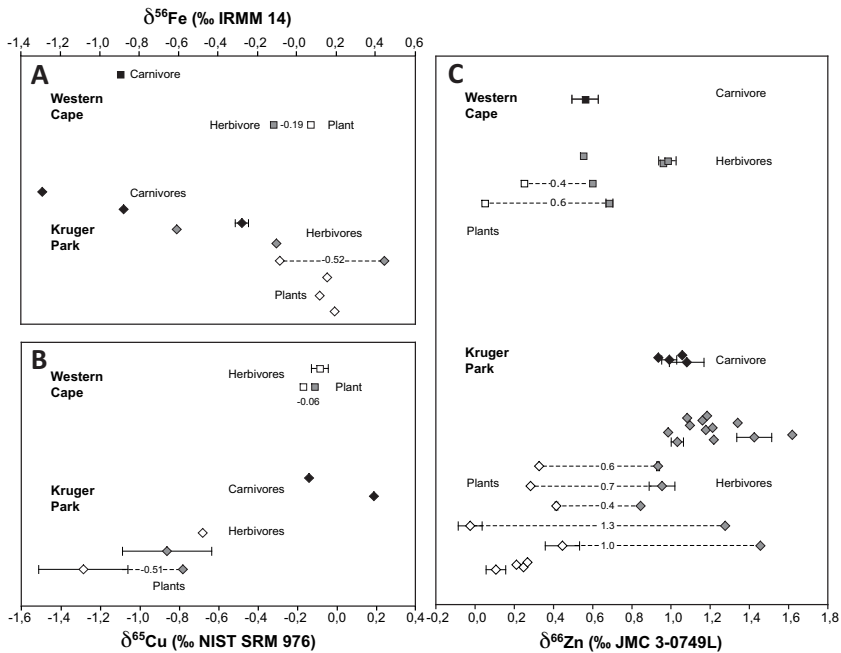 δ⁵⁶Fe (‰ IRMM 14)
-1,4 -1,2 -1,0 -0,8 -0,6 -0,4 -0,2 0,0 0,2 0,4 0,6
A
Carnivore
Western
Cape
Herbivore -0.19 Plant
Carnivores
Kruger
Park
Herbivores
-0.52
Plants
B
Western
Cape
Herbivores
Plant
-0.06
Kruger
Park
Carnivores
Herbivores
-0.51
Plants
-1,6 -1,4 -1,2 -1,0 -0,8 -0,6 -0,4 -0,2 0,0 0,2 0,4
δ⁶⁵Cu (‰ NIST SRM 976)
C
Western
Cape
Carnivore
Herbivores
0.4
0.6
Plants
Kruger
Park
Carnivore
0.6
Plants 0.7 Herbivores
0.4
1.3
1.0
-0,2 0,0 0,2 0,4 0,6 0,8 1,0 1,2 1,4 1,6 1,8
δ⁶⁶Zn (‰ JMC 3-0749L)